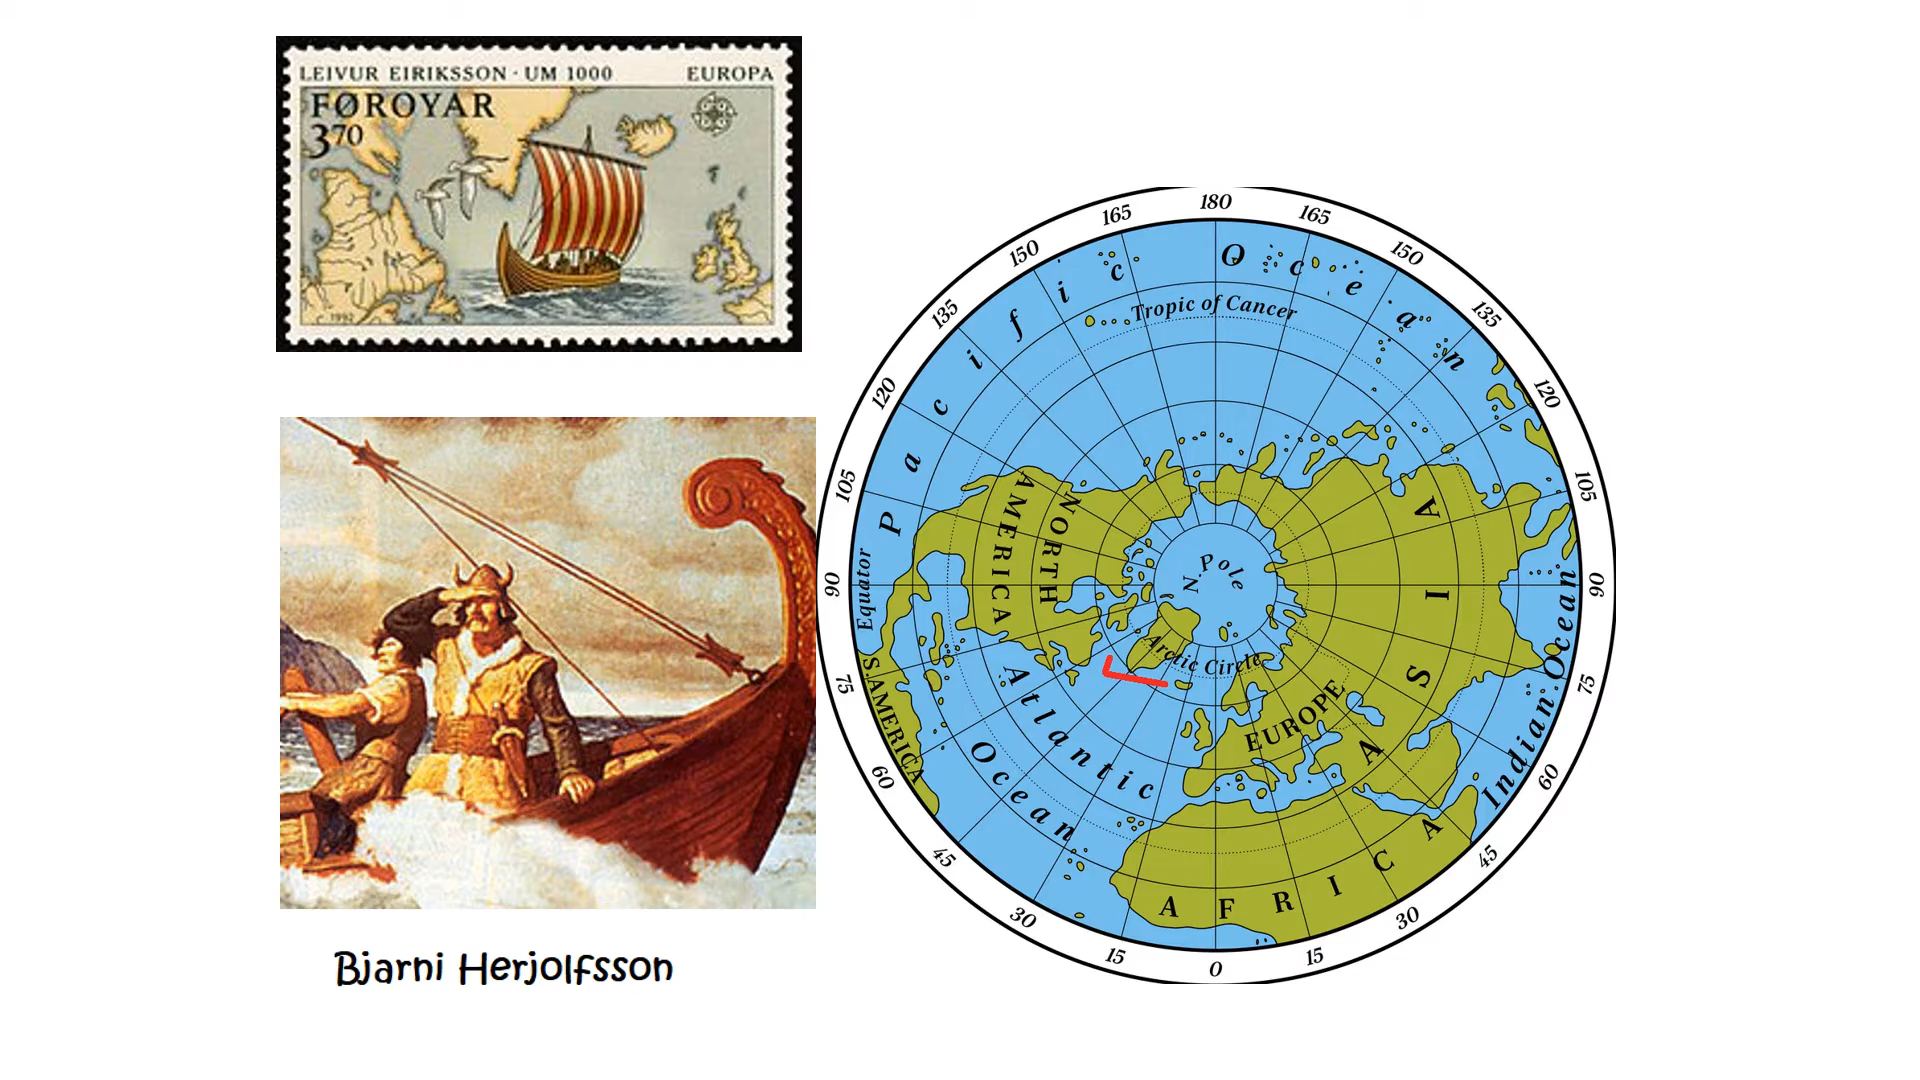 LEIVUR EIRIKSSON · UM 1000 EUROPA
FØROYAR
370
1992
Bjarni Herjolfsson
180
165
165
150
150
135
135
120
120
105
105
90
90
75
75
60
60
45
45
30
30
15
15
0
Pacific Ocean
Tropic of Cancer
NORTH
AMERICA
N. Pole
Arctic Circle
Equator
S. AMERICA
Atlantic
Ocean
EUROPE
ASIA
AFRICA
Indian Ocean